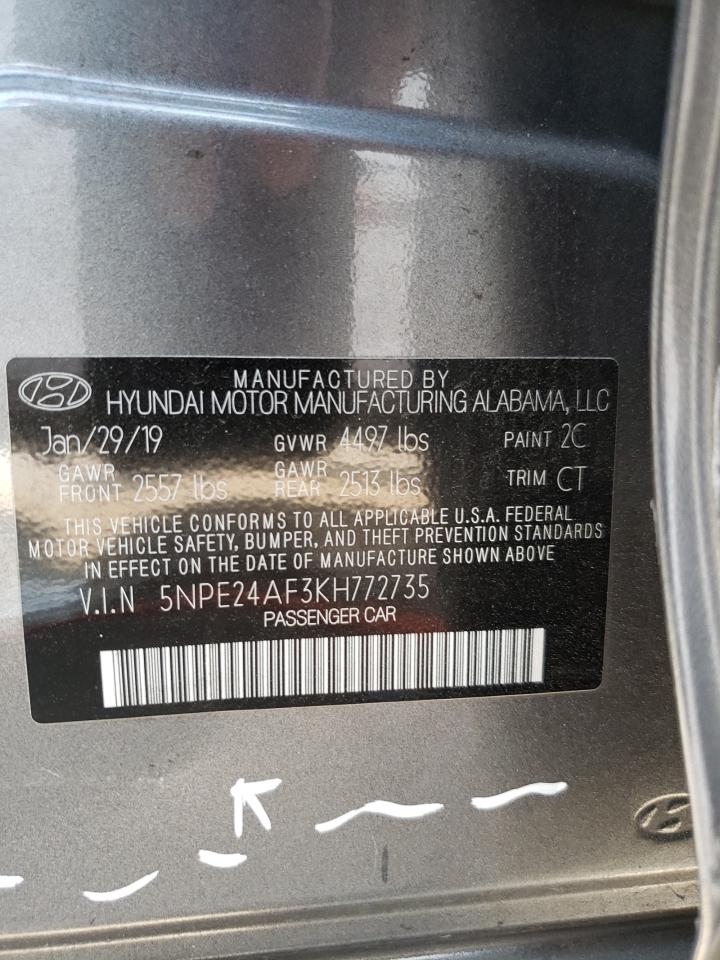 MANUFACTURED BY
HYUNDAI MOTOR MANUFACTURING ALABAMA, LLC
Jan/29/19 GVWR 4497 lbs PAINT 2C
GAWR FRONT 2557 lbs GAWR REAR 2513 lbs TRIM CT
THIS VEHICLE CONFORMS TO ALL APPLICABLE U.S.A. FEDERAL
MOTOR VEHICLE SAFETY, BUMPER, AND THEFT PREVENTION STANDARDS
IN EFFECT ON THE DATE OF MANUFACTURE SHOWN ABOVE
V.I.N 5NPE24AF3KH772735
PASSENGER CAR